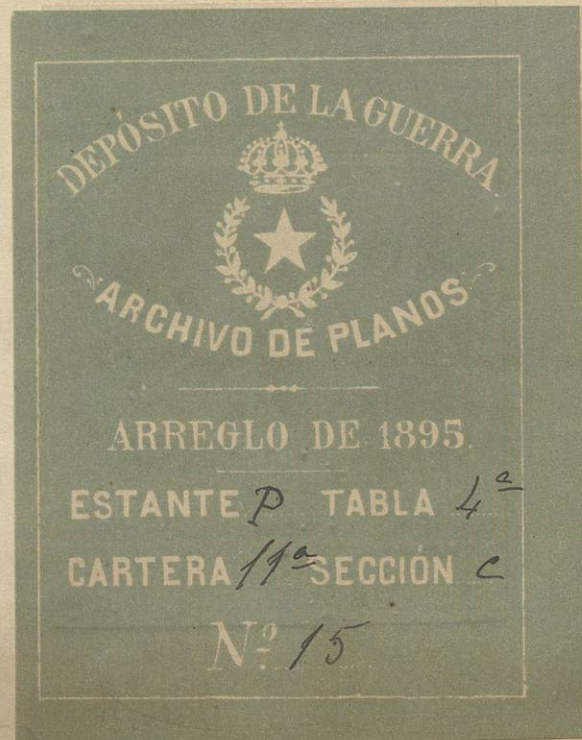 DEPÓSITO DE LA GUERRA
ARCHIVO DE PLANOS
ARREGLO DE 1895.
ESTANTE P TABLA 4ª
CARTERA 11ª SECCIÓN C
Nº 15